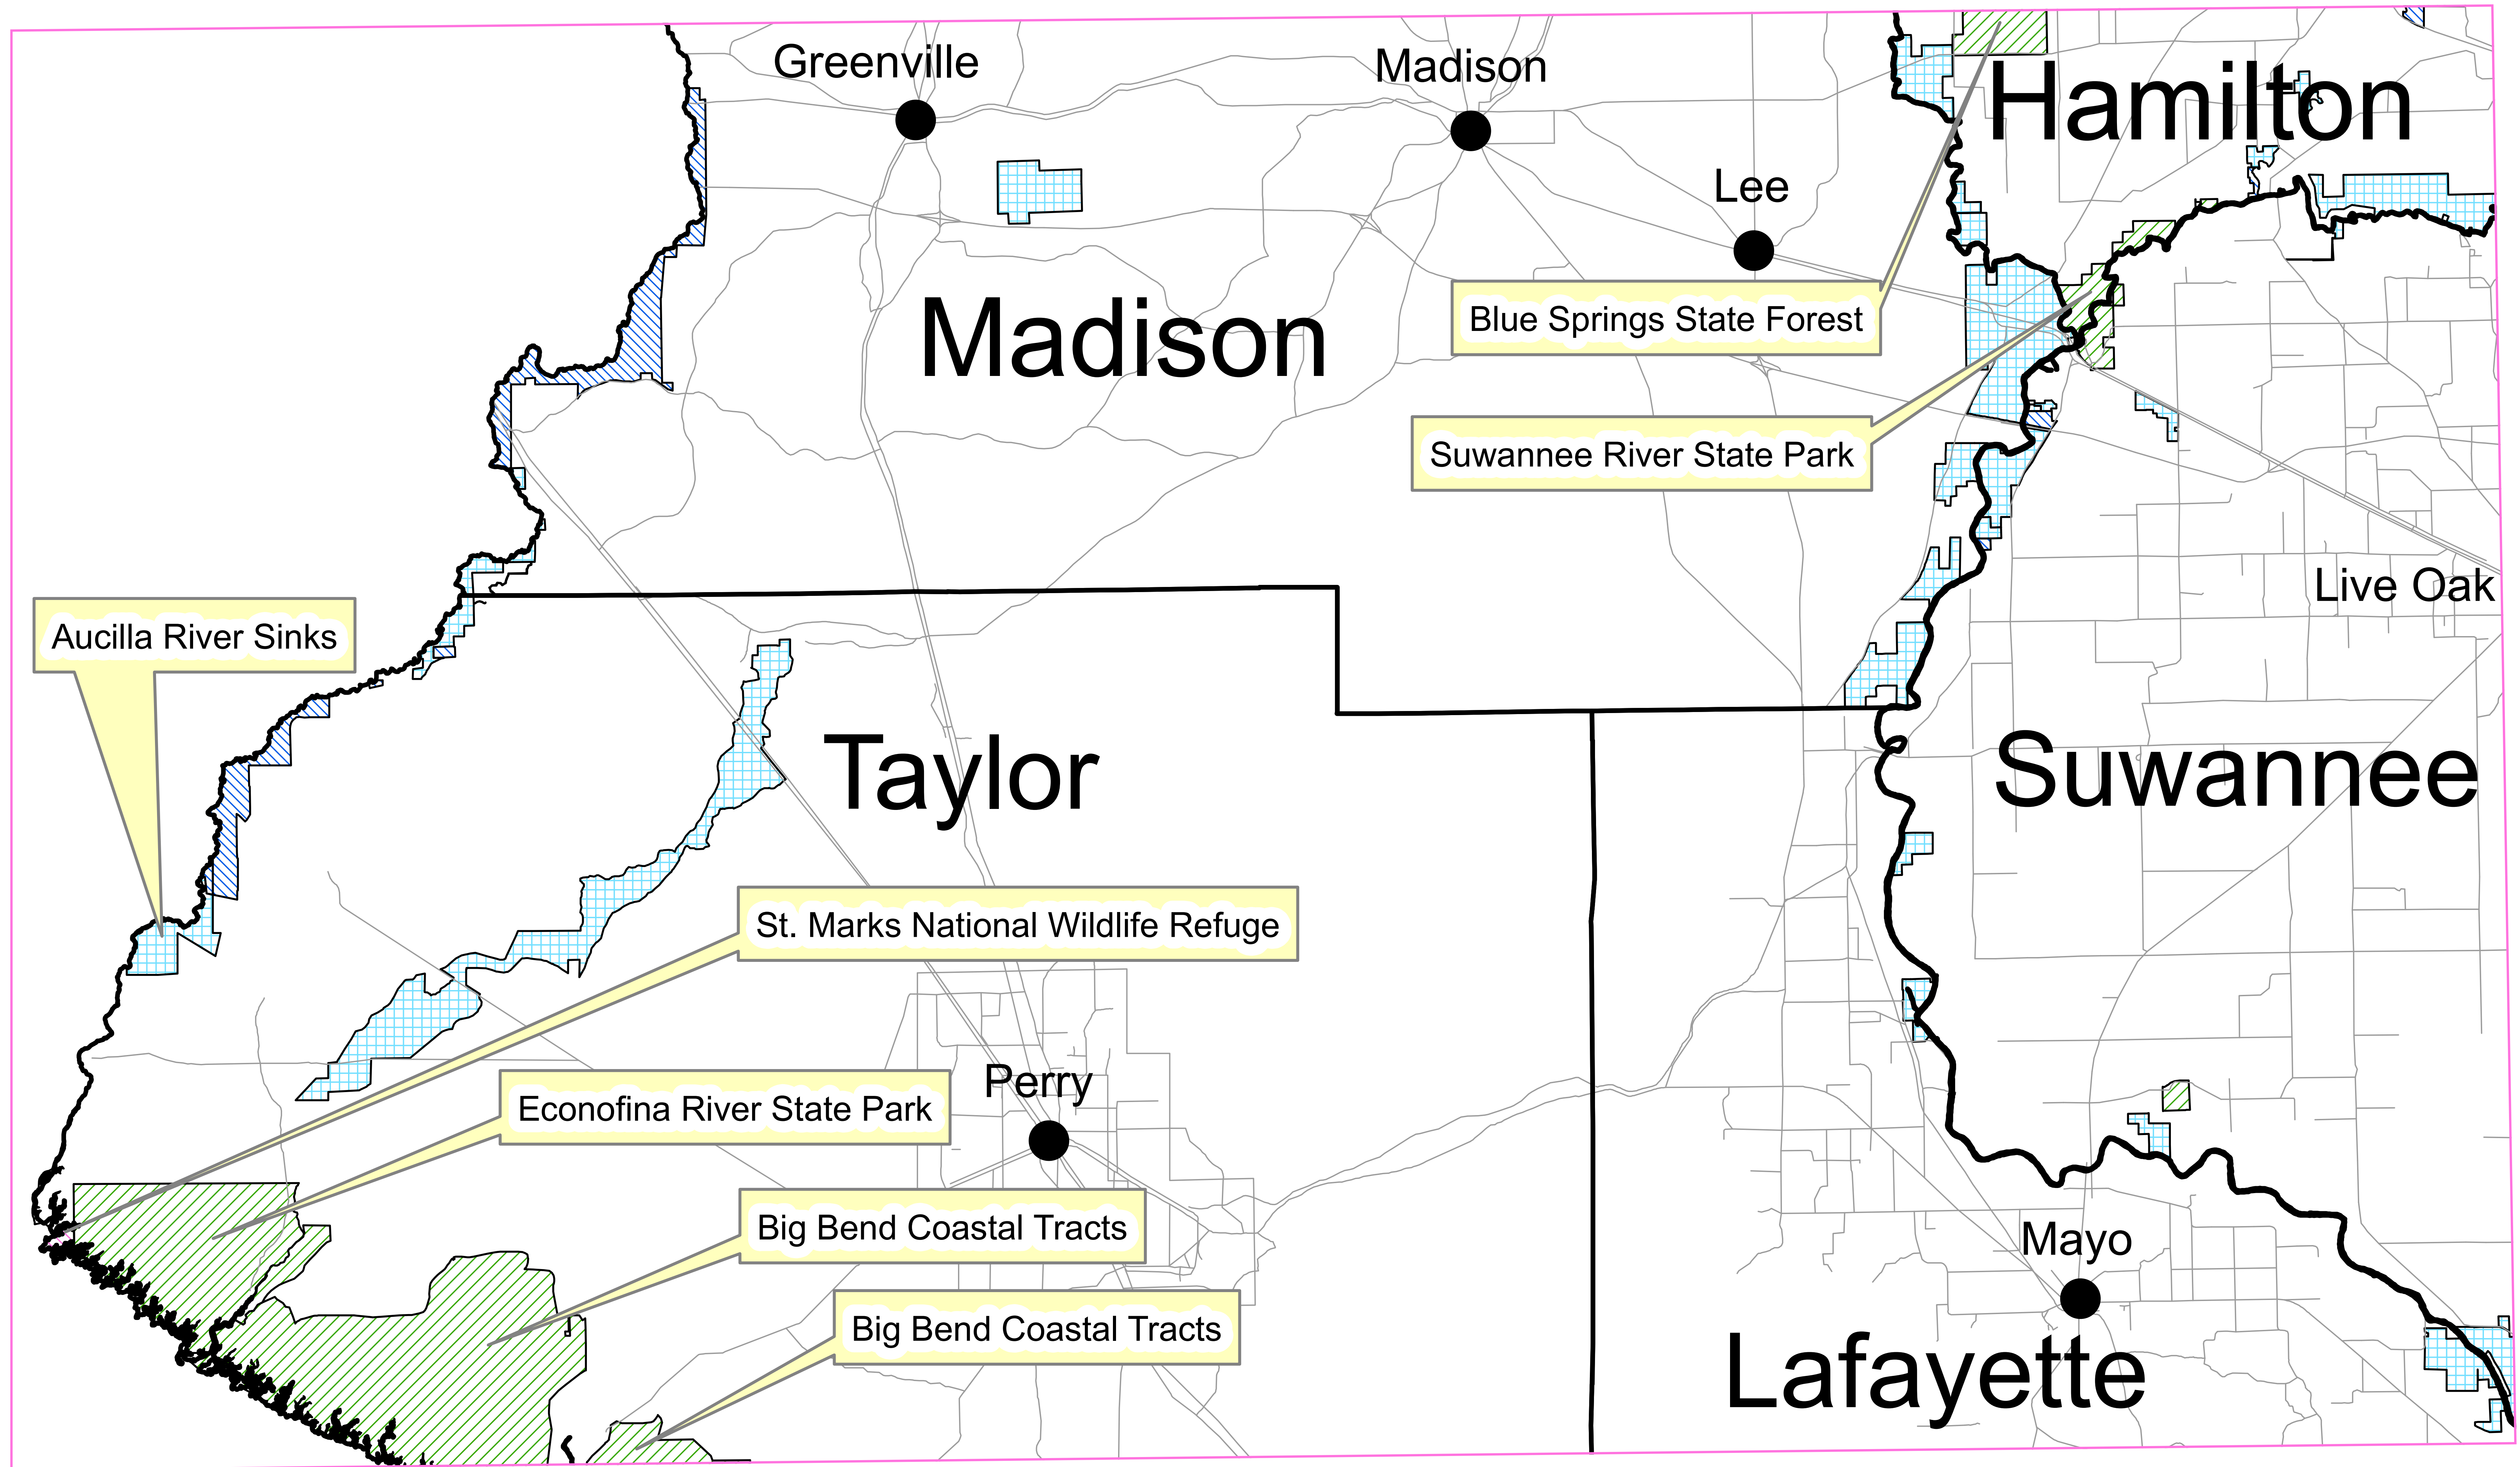 Greenville
Madison
Hamilton
Lee
Madison
Blue Springs State Forest
Suwannee River State Park
Live Oak
Aucilla River Sinks
Taylor
Suwannee
St. Marks National Wildlife Refuge
Perry
Econofina River State Park
Big Bend Coastal Tracts
Mayo
Big Bend Coastal Tracts
Lafayette